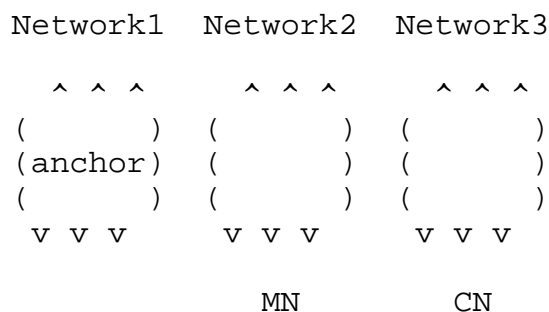 Network1 Network2 Network3
^ ^ ^ ^ ^ ^ ^ ^ ^
( ) ( ) ( )
(anchor) ( ) ( )
( ) ( ) ( )
v v v v v v v v v
MN CN